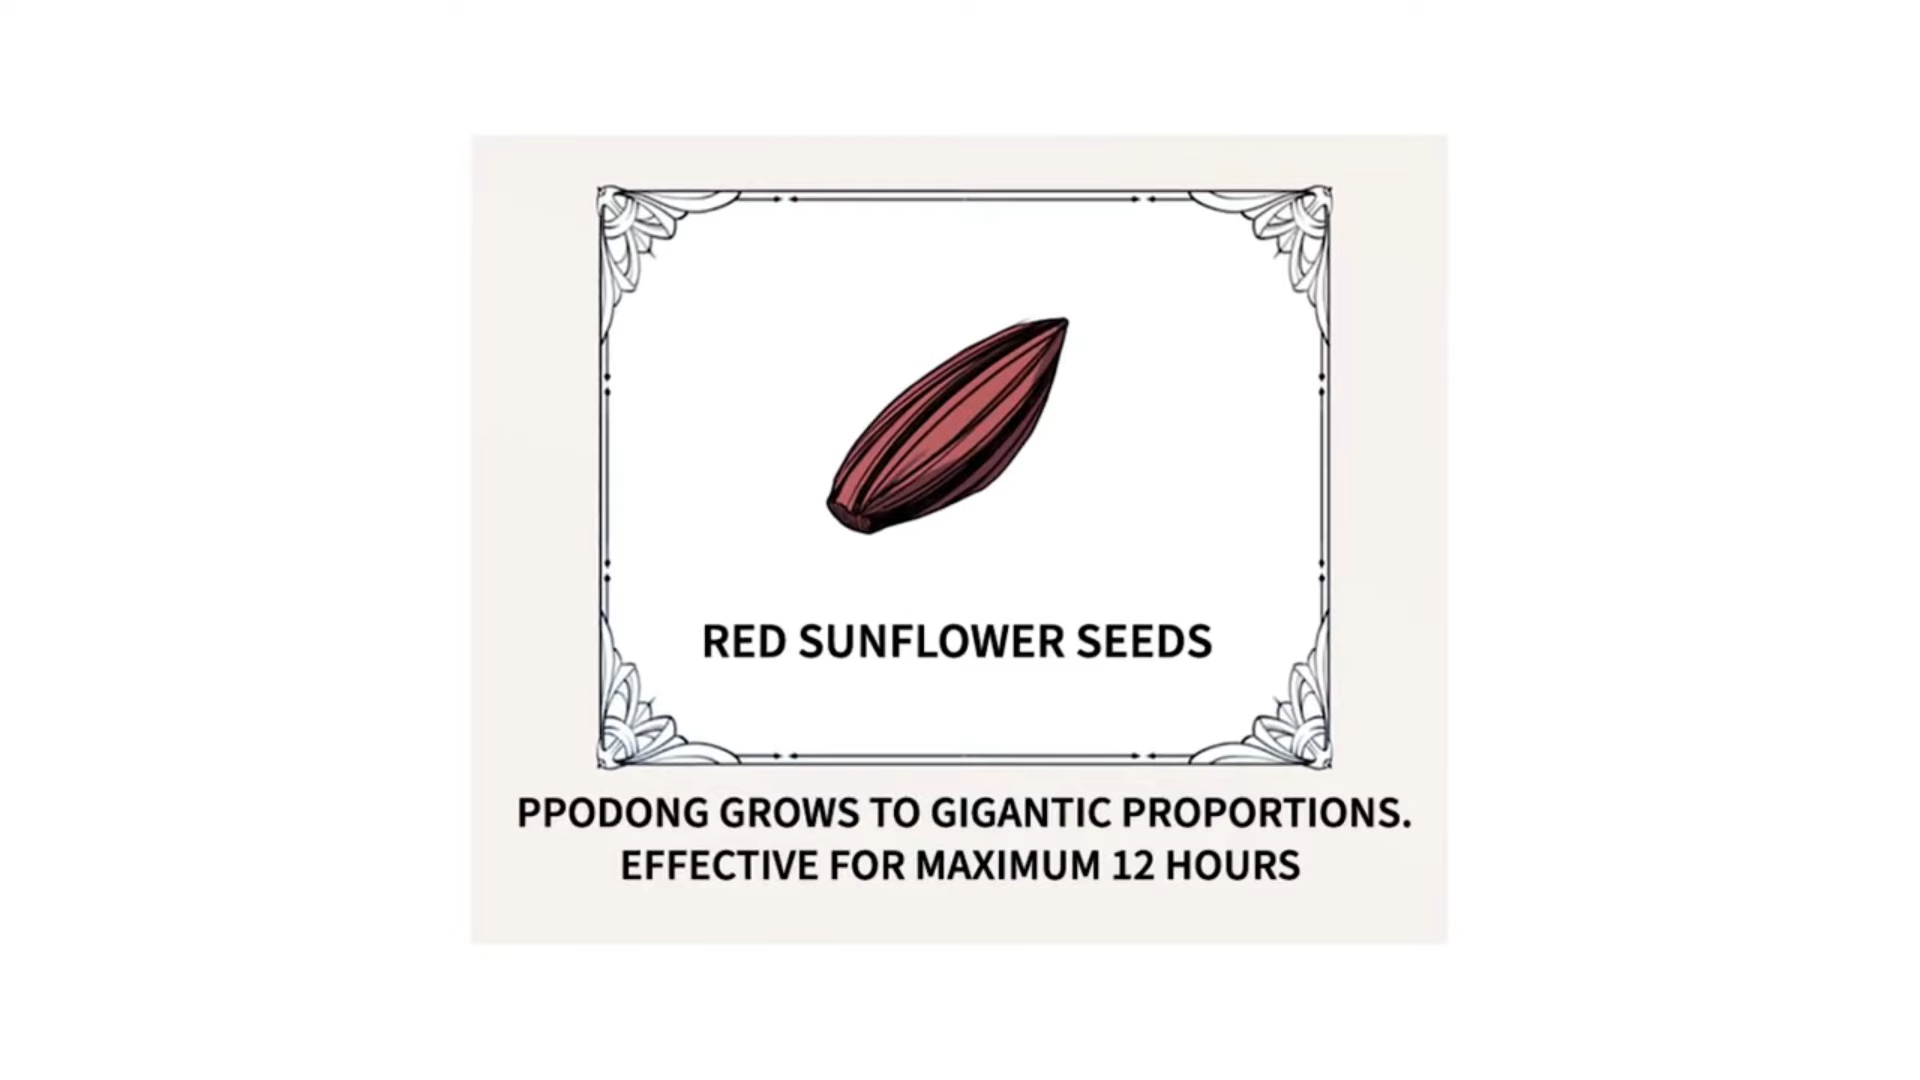 RED SUNFLOWER SEEDS
PPODONG GROWS TO GIGANTIC PROPORTIONS.
EFFECTIVE FOR MAXIMUM 12 HOURS